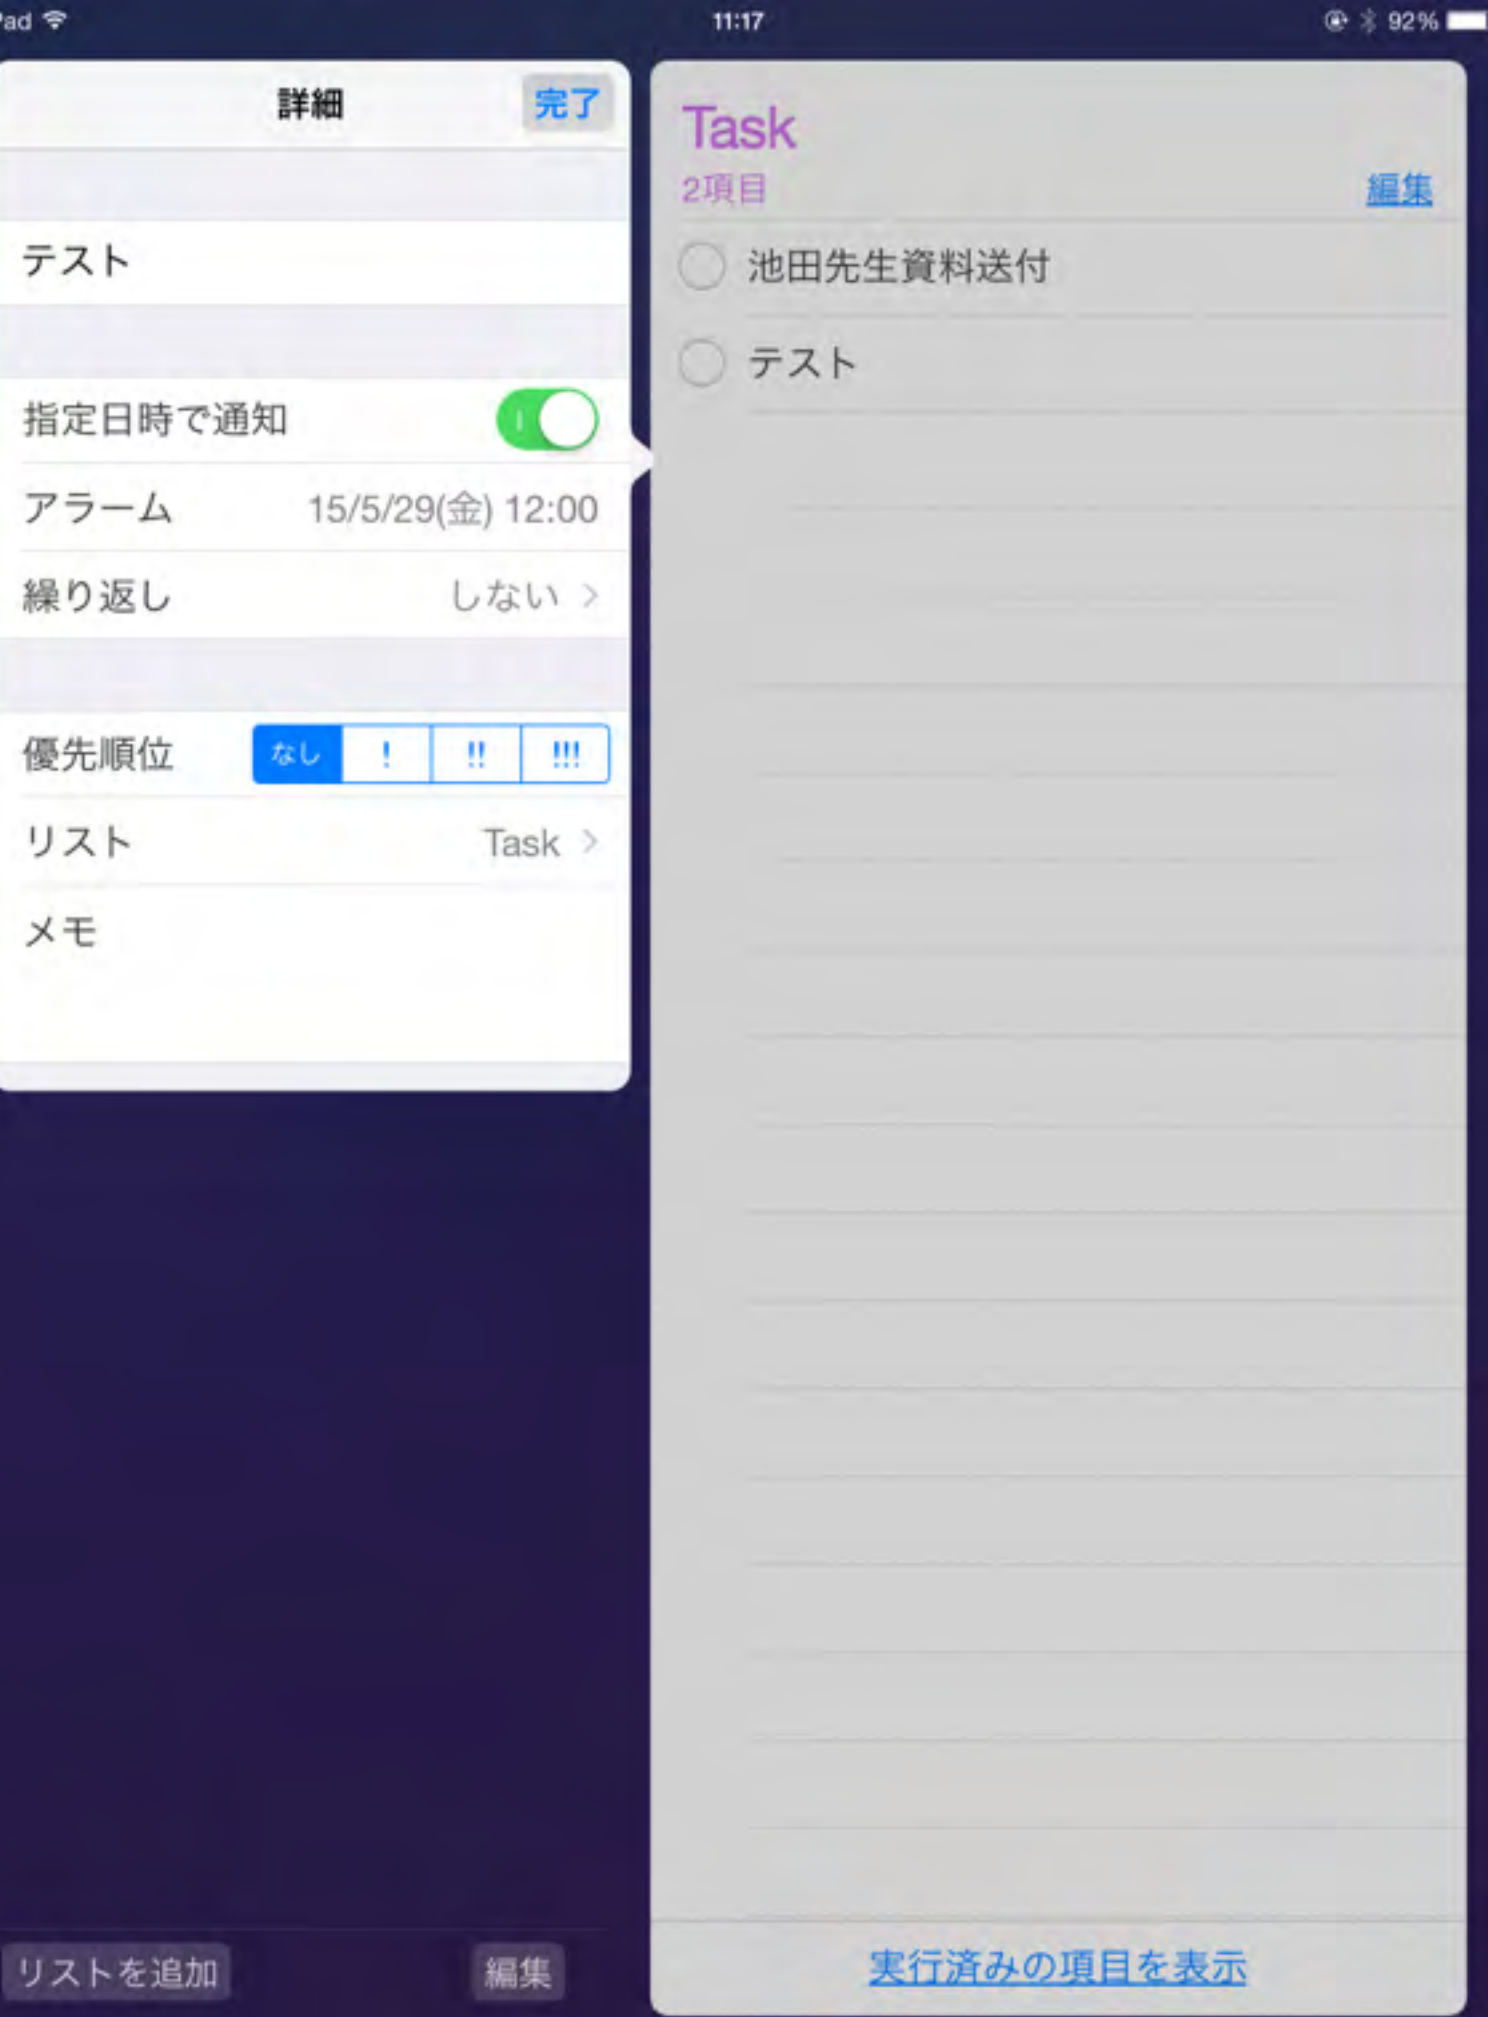 Pad
11:17
92%
詳細
完了
テスト
指定日時で通知
アラーム 15/5/29(金) 12:00
繰り返し しない >
優先順位 なし ! !! !!!
リスト Task >
メモ
リストを追加
編集
Task
2項目
編集
池田先生資料送付
テスト
実行済みの項目を表示